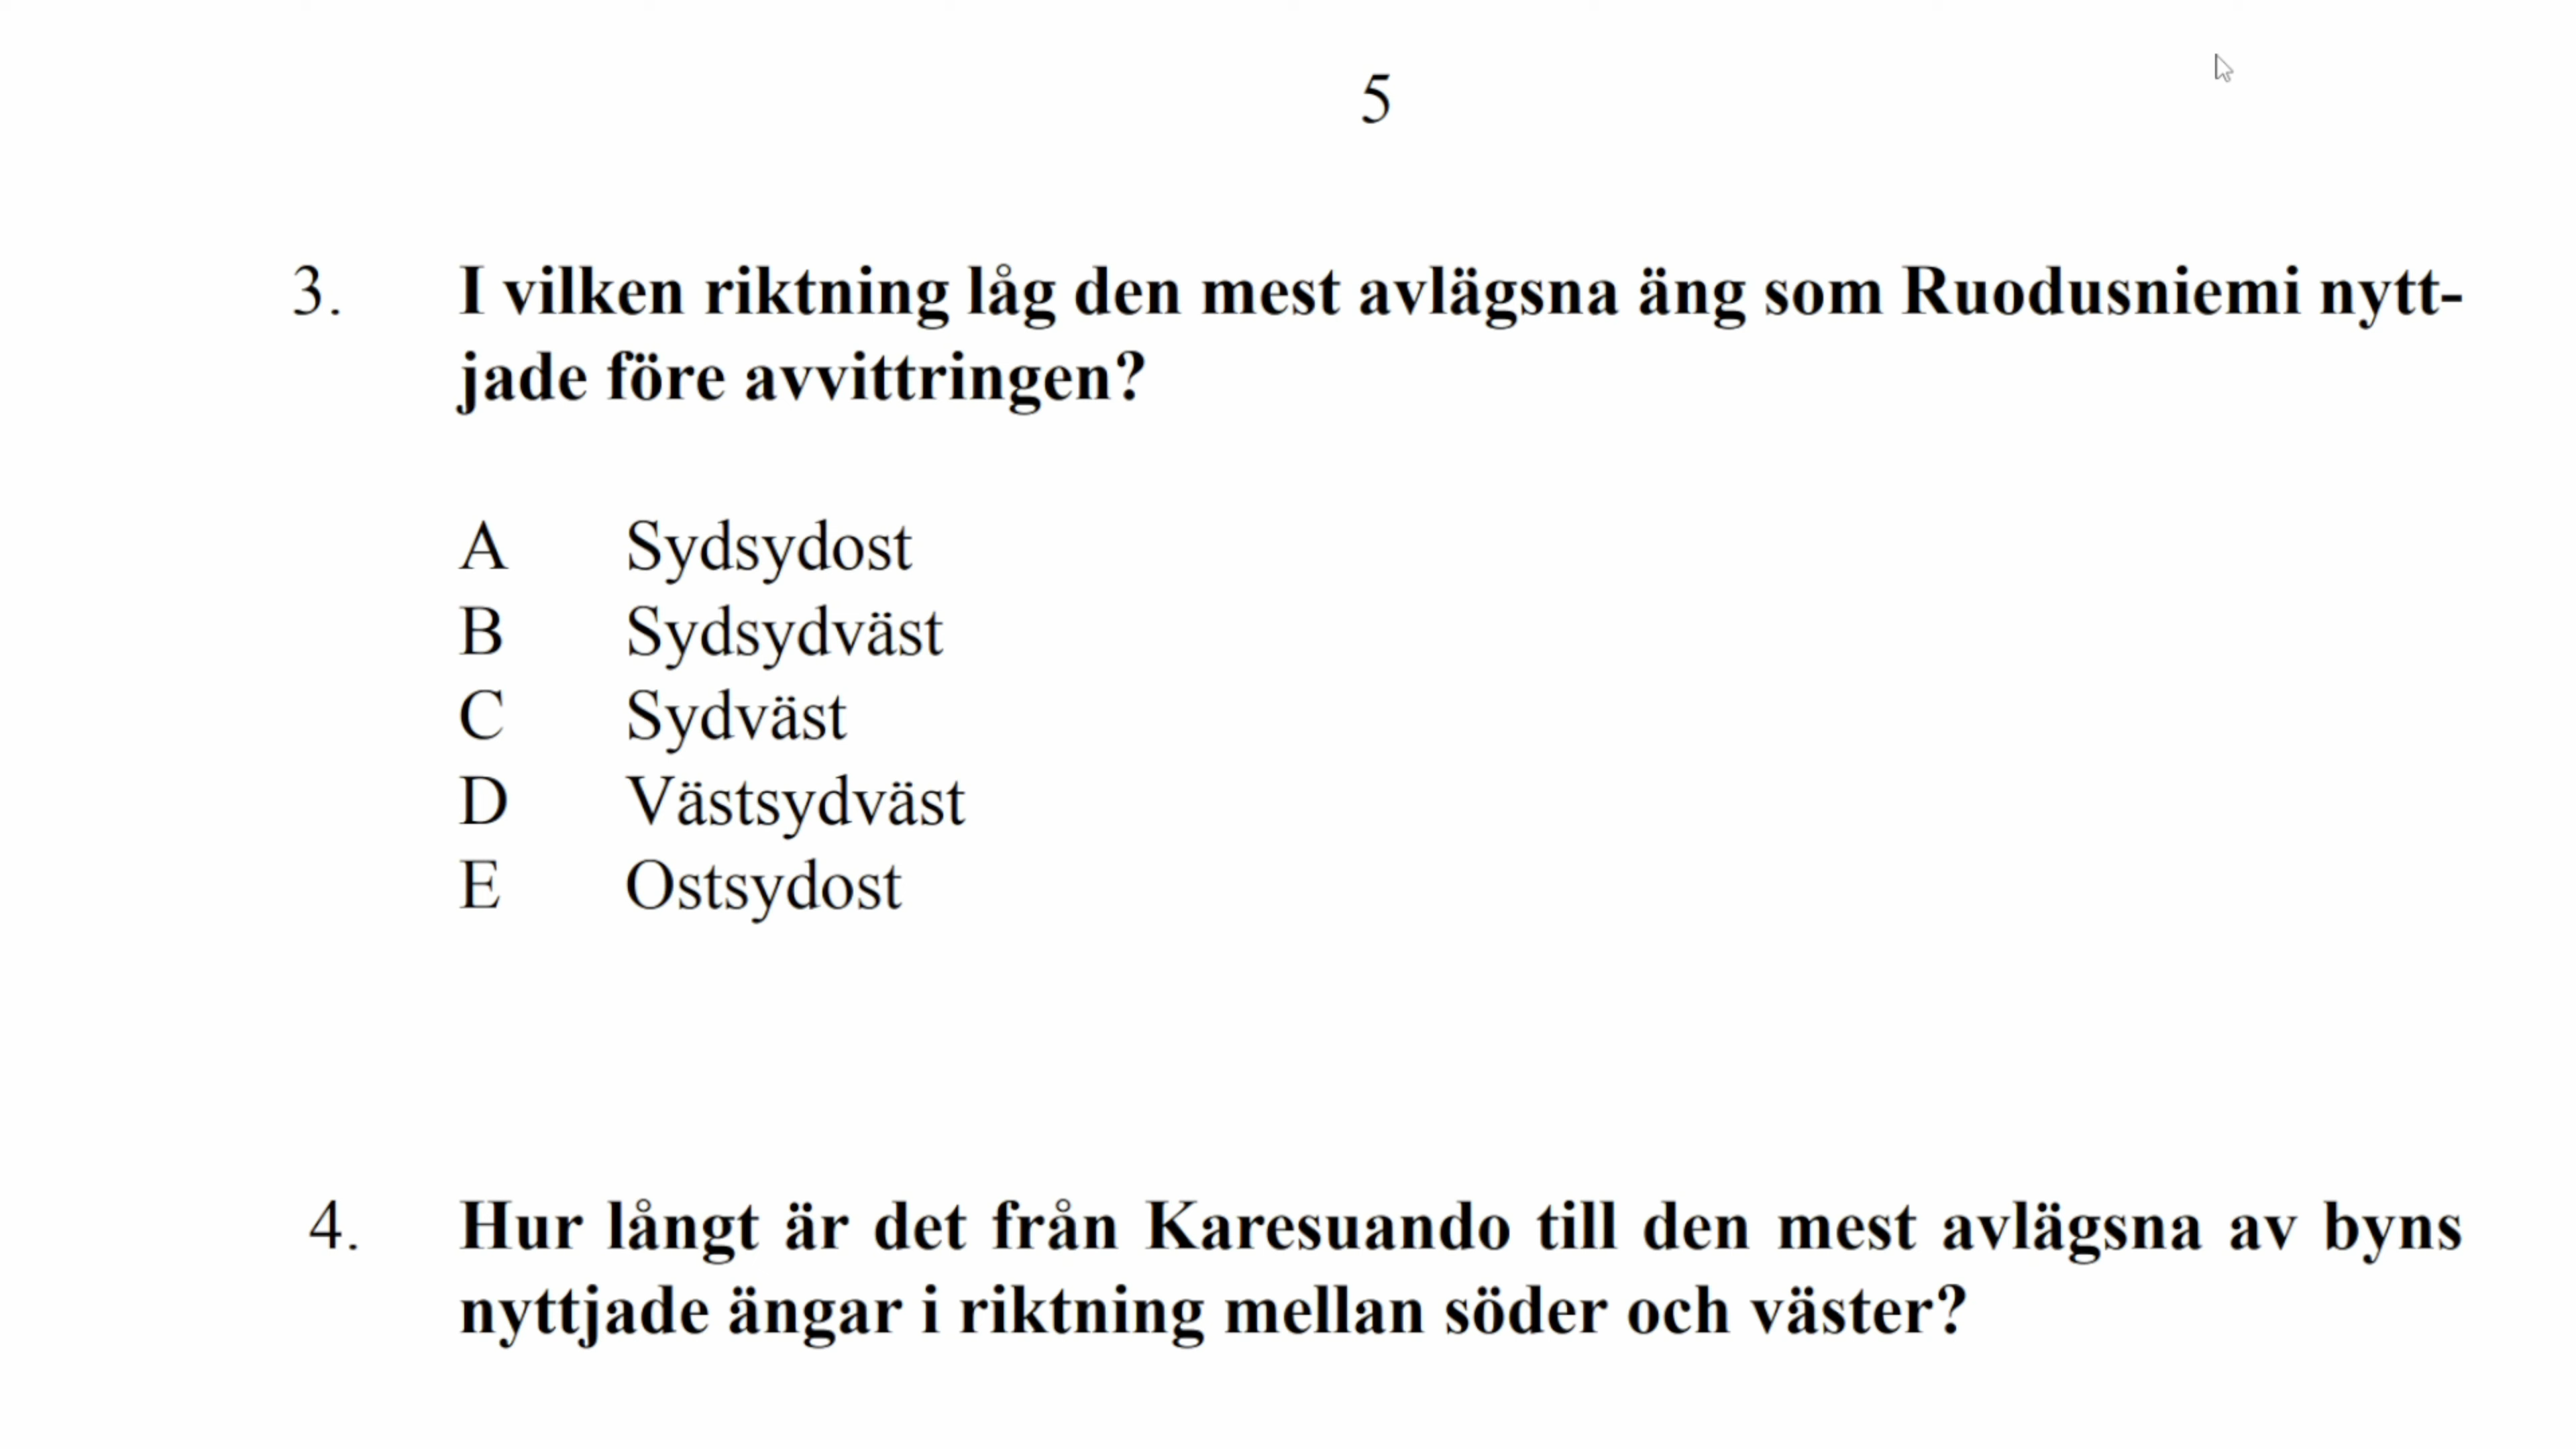 5
3. I vilken riktning låg den mest avlägsna äng som Ruodusniemi nytt-
jade före avvittringen?
A Sydsydost
B Sydsydväst
C Sydväst
D Västsydväst
E Ostsydost
4. Hur långt är det från Karesuando till den mest avlägsna av byns
nyttjade ängar i riktning mellan söder och väster?